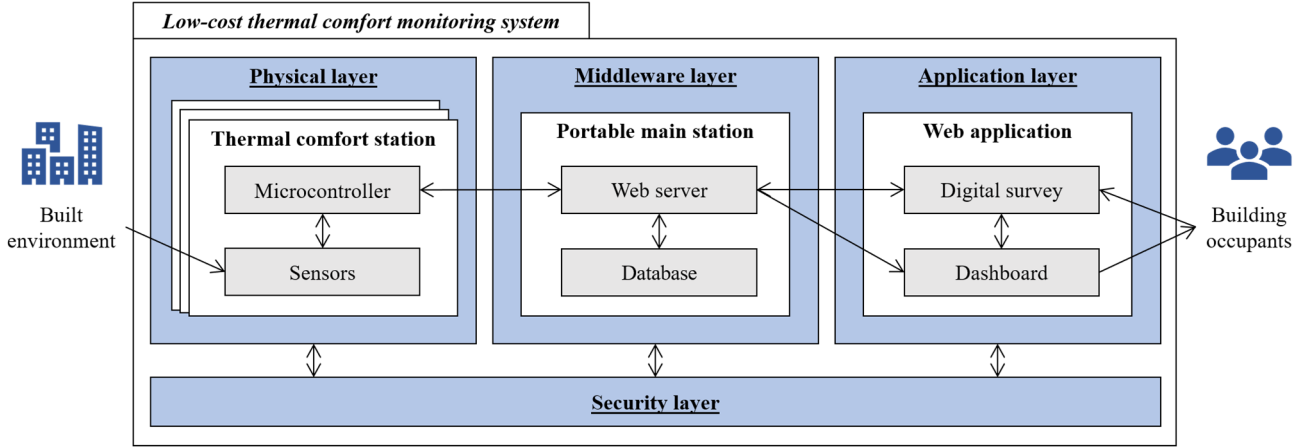 Low-cost thermal comfort monitoring system
Physical layer
Middleware layer
Application layer
Thermal comfort station
Portable main station
Web application
Microcontroller
Web server
Digital survey
Built
environment
Building
occupants
Sensors
Database
Dashboard
Security layer